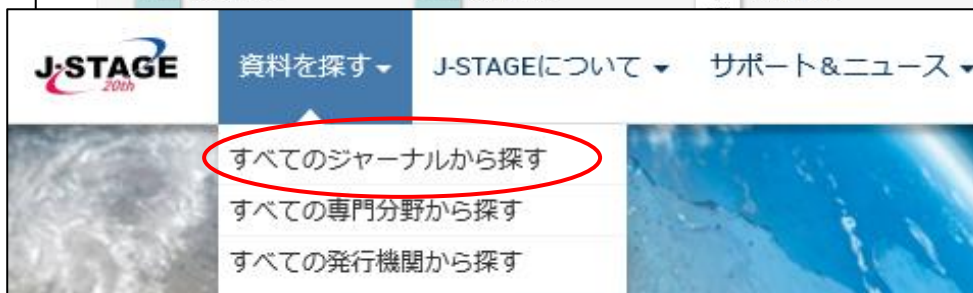 J-STAGE
20th
資料を探す
J-STAGEについて
サポート&ニュース
すべてのジャーナルから探す
すべての専門分野から探す
すべての発行機関から探す